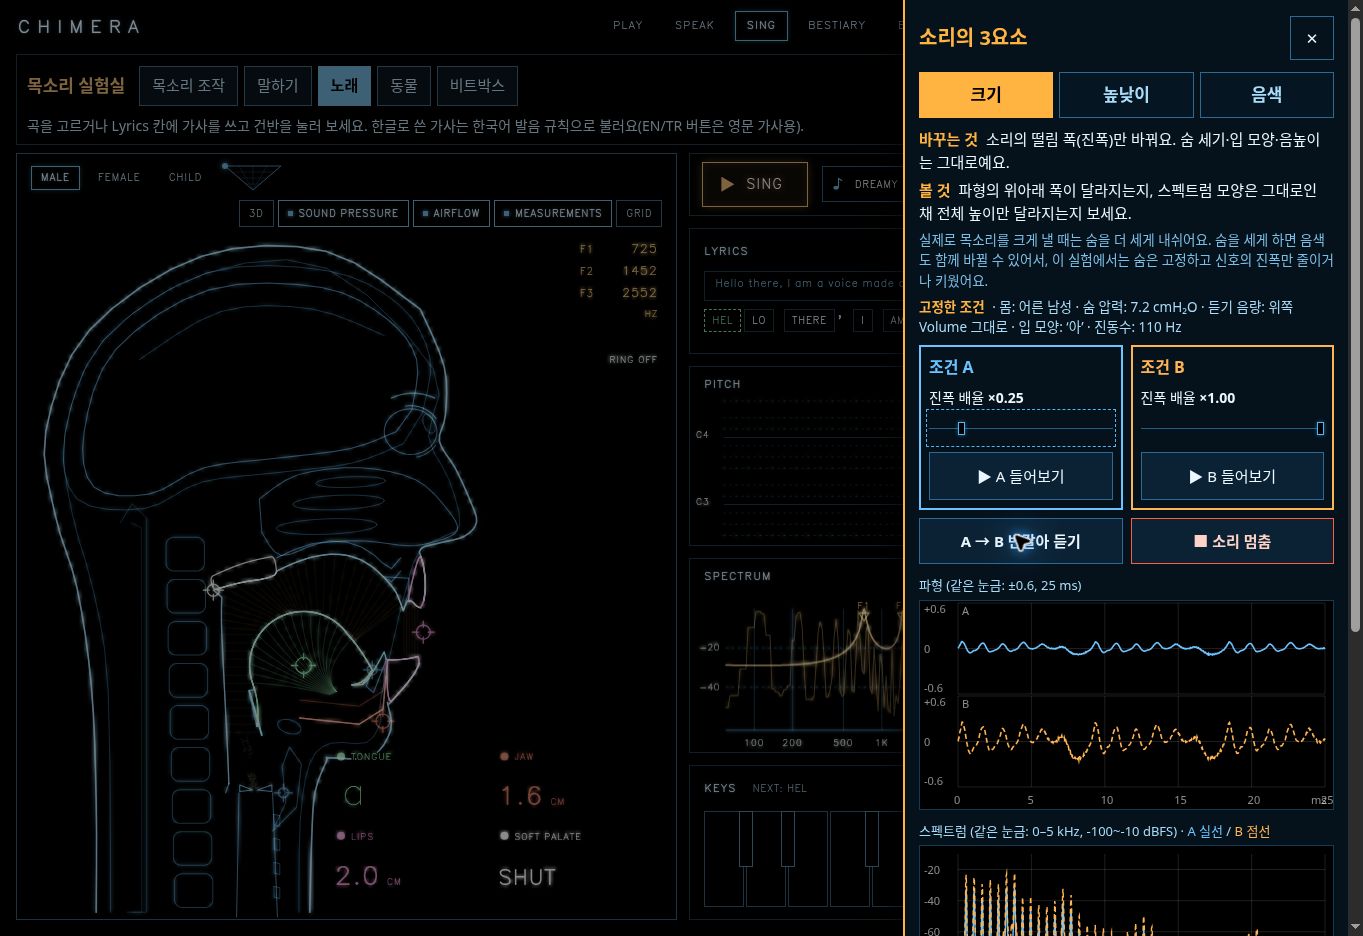 CHIMERA
PLAY SPEAK SING BESTIARY
목소리 실험실 목소리 조작 말하기 노래 동물 비트박스
곡을 고르거나 Lyrics 칸에 가사를 쓰고 건반을 눌러 보세요. 한글로 쓴 가사는 한국어 발음 규칙으로 불러요(EN/TR 버튼은 영문 가사용).
MALE FEMALE CHILD
3D SOUND PRESSURE AIRFLOW MEASUREMENTS GRID
F1 725
F2 1452
F3 2552
HZ
RING OFF
TONGUE
ɑ
JAW
1.6 CM
LIPS
2.0 CM
SOFT PALATE
SHUT
▶ SING ♪ DREAMY
LYRICS
Hello there, I am a voice made
HEL LO THERE , I AM
PITCH
C4
C3
SPECTRUM
F1 F
-20
-40
100 200 500 1K
KEYS NEXT: HEL
소리의 3요소 ×
크기 높낮이 음색
바꾸는 것 소리의 떨림 폭(진폭)만 바꿔요. 숨 세기·입 모양·음높이
는 그대로예요.
볼 것 파형의 위아래 폭이 달라지는지, 스펙트럼 모양은 그대로인
채 전체 높이만 달라지는지 보세요.
실제로 목소리를 크게 낼 때는 숨을 더 세게 내쉬어요. 숨을 세게 하면 음색
도 함께 바뀔 수 있어서, 이 실험에서는 숨은 고정하고 신호의 진폭만 줄이거
나 키웠어요.
고정한 조건 · 몸: 어른 남성 · 숨 압력: 7.2 cmH₂O · 듣기 음량: 위쪽
Volume 그대로 · 입 모양: ‘아’ · 진동수: 110 Hz
조건 A
진폭 배율 ×0.25
▶ A 들어보기
조건 B
진폭 배율 ×1.00
▶ B 들어보기
A → B 번갈아 듣기 ■ 소리 멈춤
파형 (같은 눈금: ±0.6, 25 ms)
+0.6 A
0
-0.6
+0.6 B
0
-0.6
0 5 10 15 20 ms 25
스펙트럼 (같은 눈금: 0–5 kHz, -100~-10 dBFS) · A 실선 / B 점선
-20
-40
-60